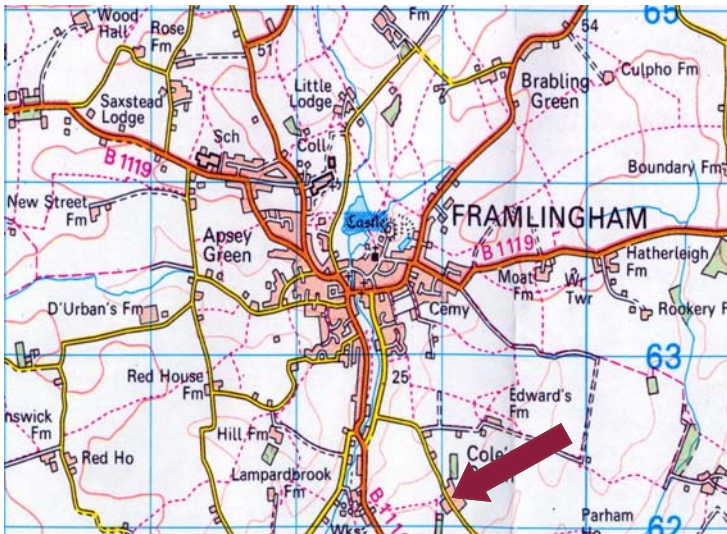 Wood
Hall
Rose
Fm
Fm
54
65
51
Culpho Fm
Brabling
Green
Little
Lodge
Saxstead
Lodge
Sch
Coll
B 1119
Boundary Fm
New Street
Fm
Castle
FRAMLINGHAM
Apsey
Green
B 1119
Hatherleigh
Fm
Moat
Fm
Wr
Twr
D'Urban's Fm
Cemy
Rookery
63
25
Red House
Fm
Edward's
Fm
Fm
Hill Fm
Red Ho
Lampardbrook
Fm
Parham
62
Wks